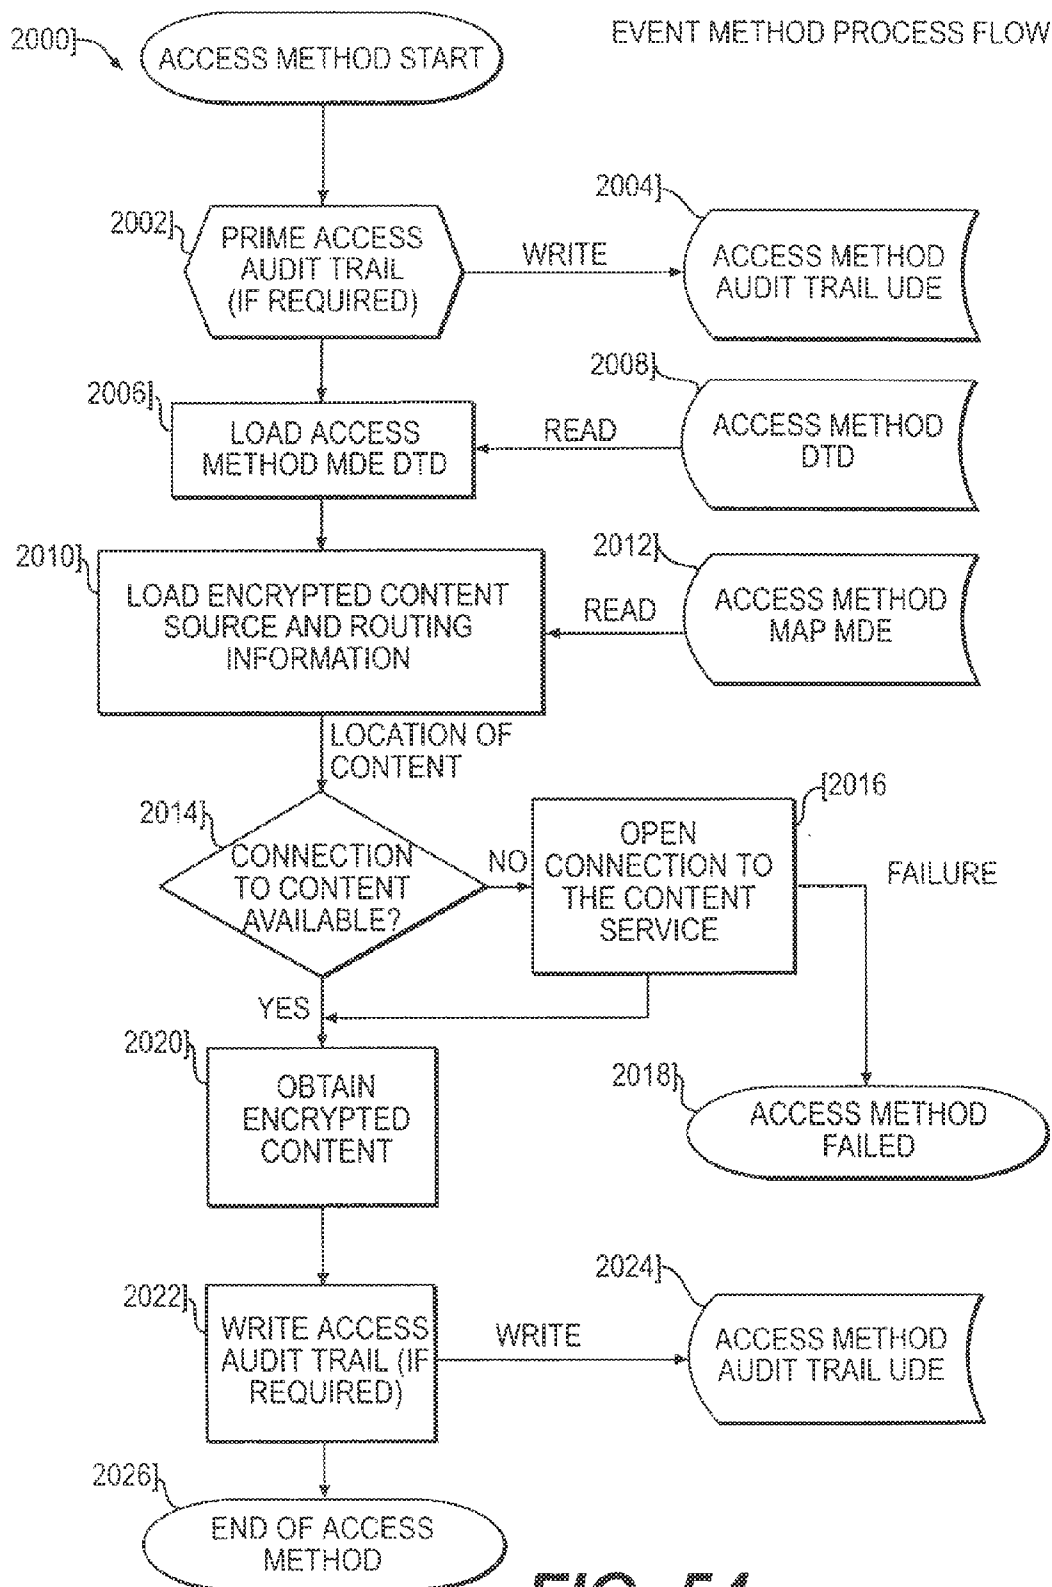 EVENT METHOD PROCESS FLOW
2000]
ACCESS METHOD START
2002]
PRIME ACCESS
AUDIT TRAIL
(IF REQUIRED)
WRITE
2004]
ACCESS METHOD
AUDIT TRAIL UDE
2006]
LOAD ACCESS
METHOD MDE DTD
READ
2008]
ACCESS METHOD
DTD
2010]
LOAD ENCRYPTED CONTENT
SOURCE AND ROUTING
INFORMATION
READ
2012]
ACCESS METHOD
MAP MDE
LOCATION OF
CONTENT
2014]
CONNECTION
TO CONTENT
AVAILABLE?
NO
[2016
OPEN
CONNECTION TO
THE CONTENT
SERVICE
FAILURE
YES
2018]
ACCESS METHOD
FAILED
2020]
OBTAIN
ENCRYPTED
CONTENT
2022]
WRITE ACCESS
AUDIT TRAIL (IF
REQUIRED)
WRITE
2024]
ACCESS METHOD
AUDIT TRAIL UDE
2026]
END OF ACCESS
METHOD